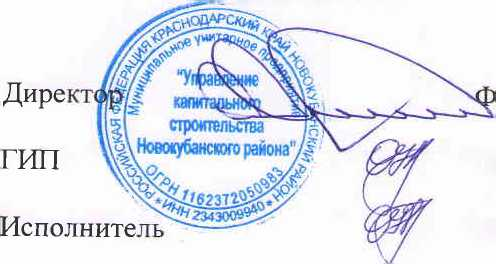 Директор
Ф
ГИП
Исполнитель
РОССИЙСКАЯ ФЕДЕРАЦИЯ КРАСНОДАРСКИЙ КРАЙ НОВОКУБАНСКИЙ РАЙОН
Муниципальное унитарное предприятие
"Управление
капитального
строительства
Новокубанского района"
ОГРН 1162372050983
* ИНН 2343009940 *